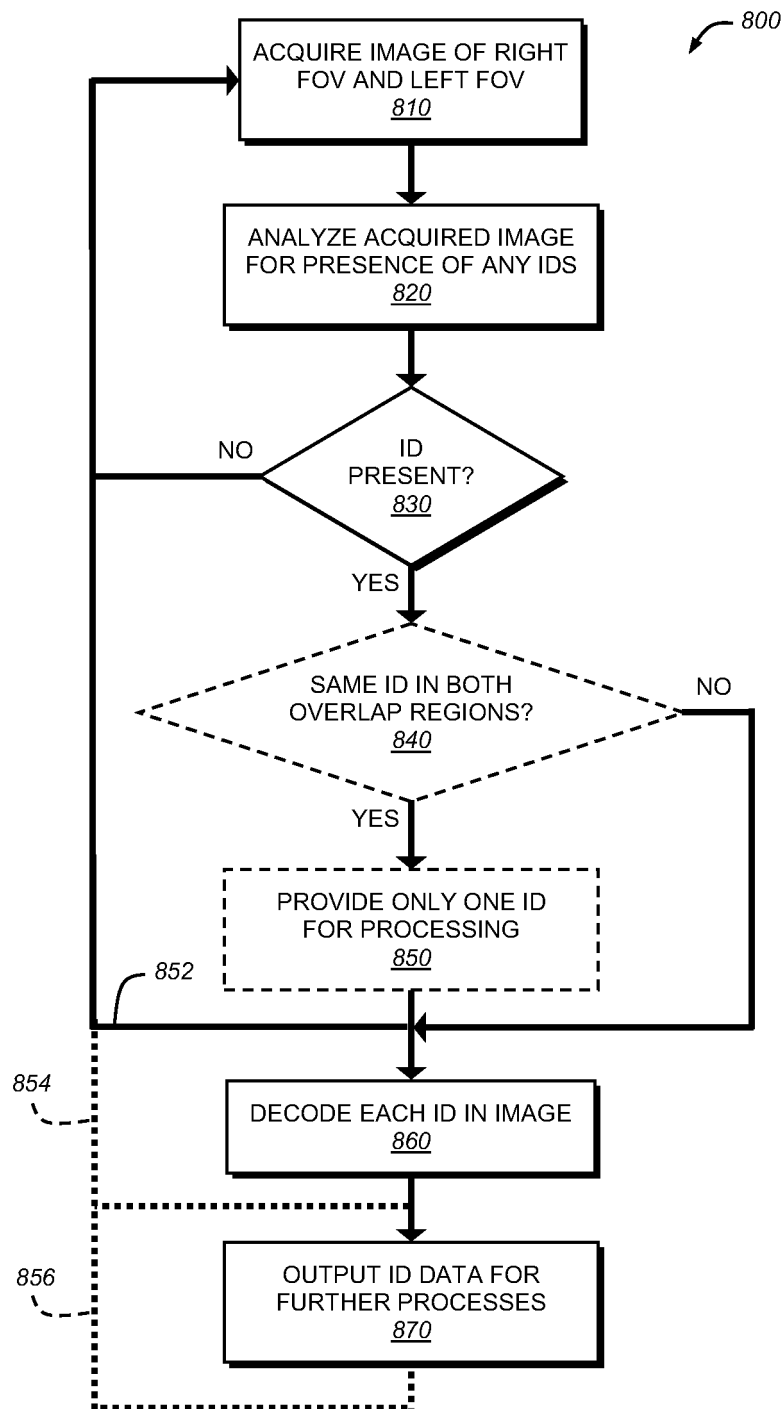 800
ACQUIRE IMAGE OF RIGHT
FOV AND LEFT FOV
810
ANALYZE ACQUIRED IMAGE
FOR PRESENCE OF ANY IDS
820
NO
ID
PRESENT?
830
YES
SAME ID IN BOTH
OVERLAP REGIONS?
840
NO
YES
PROVIDE ONLY ONE ID
FOR PROCESSING
850
852
854
DECODE EACH ID IN IMAGE
860
856
OUTPUT ID DATA FOR
FURTHER PROCESSES
870